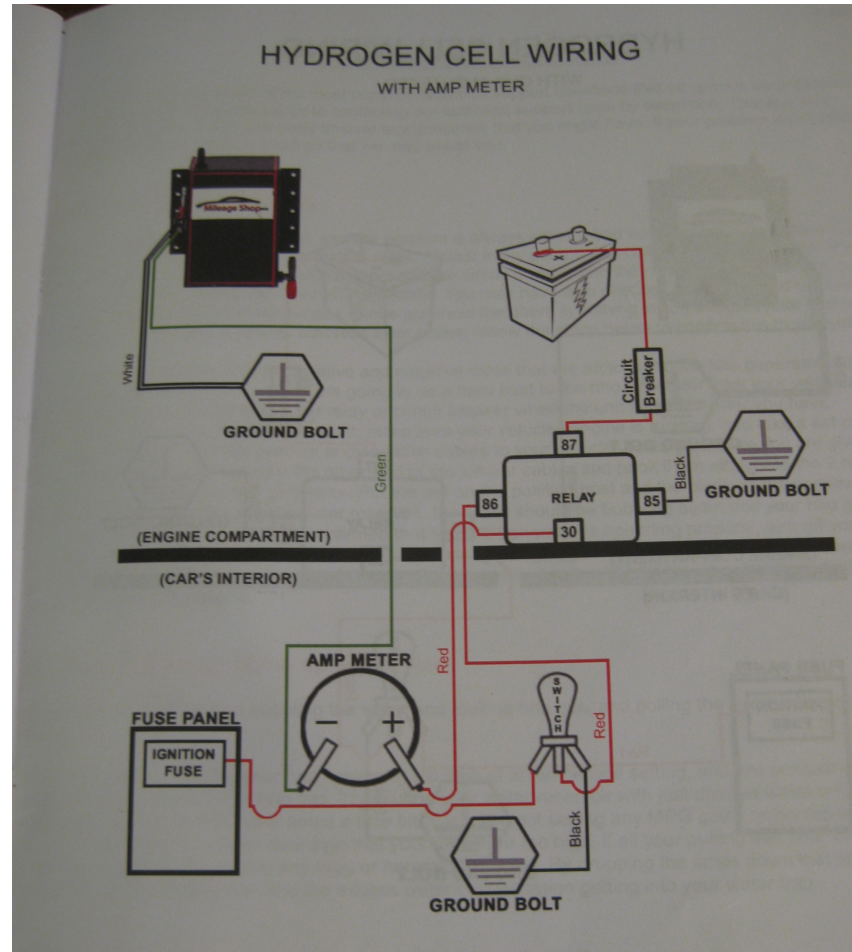 HYDROGEN CELL WIRING
WITH AMP METER
Mileage Shop
+
-
White
Circuit
Breaker
GROUND BOLT
Green
87
86
RELAY
85
30
Black
GROUND BOLT
(ENGINE COMPARTMENT)
(CAR'S INTERIOR)
AMP METER
Red
FUSE PANEL
IGNITION
FUSE
−
+
SWITCH
Red
Black
GROUND BOLT